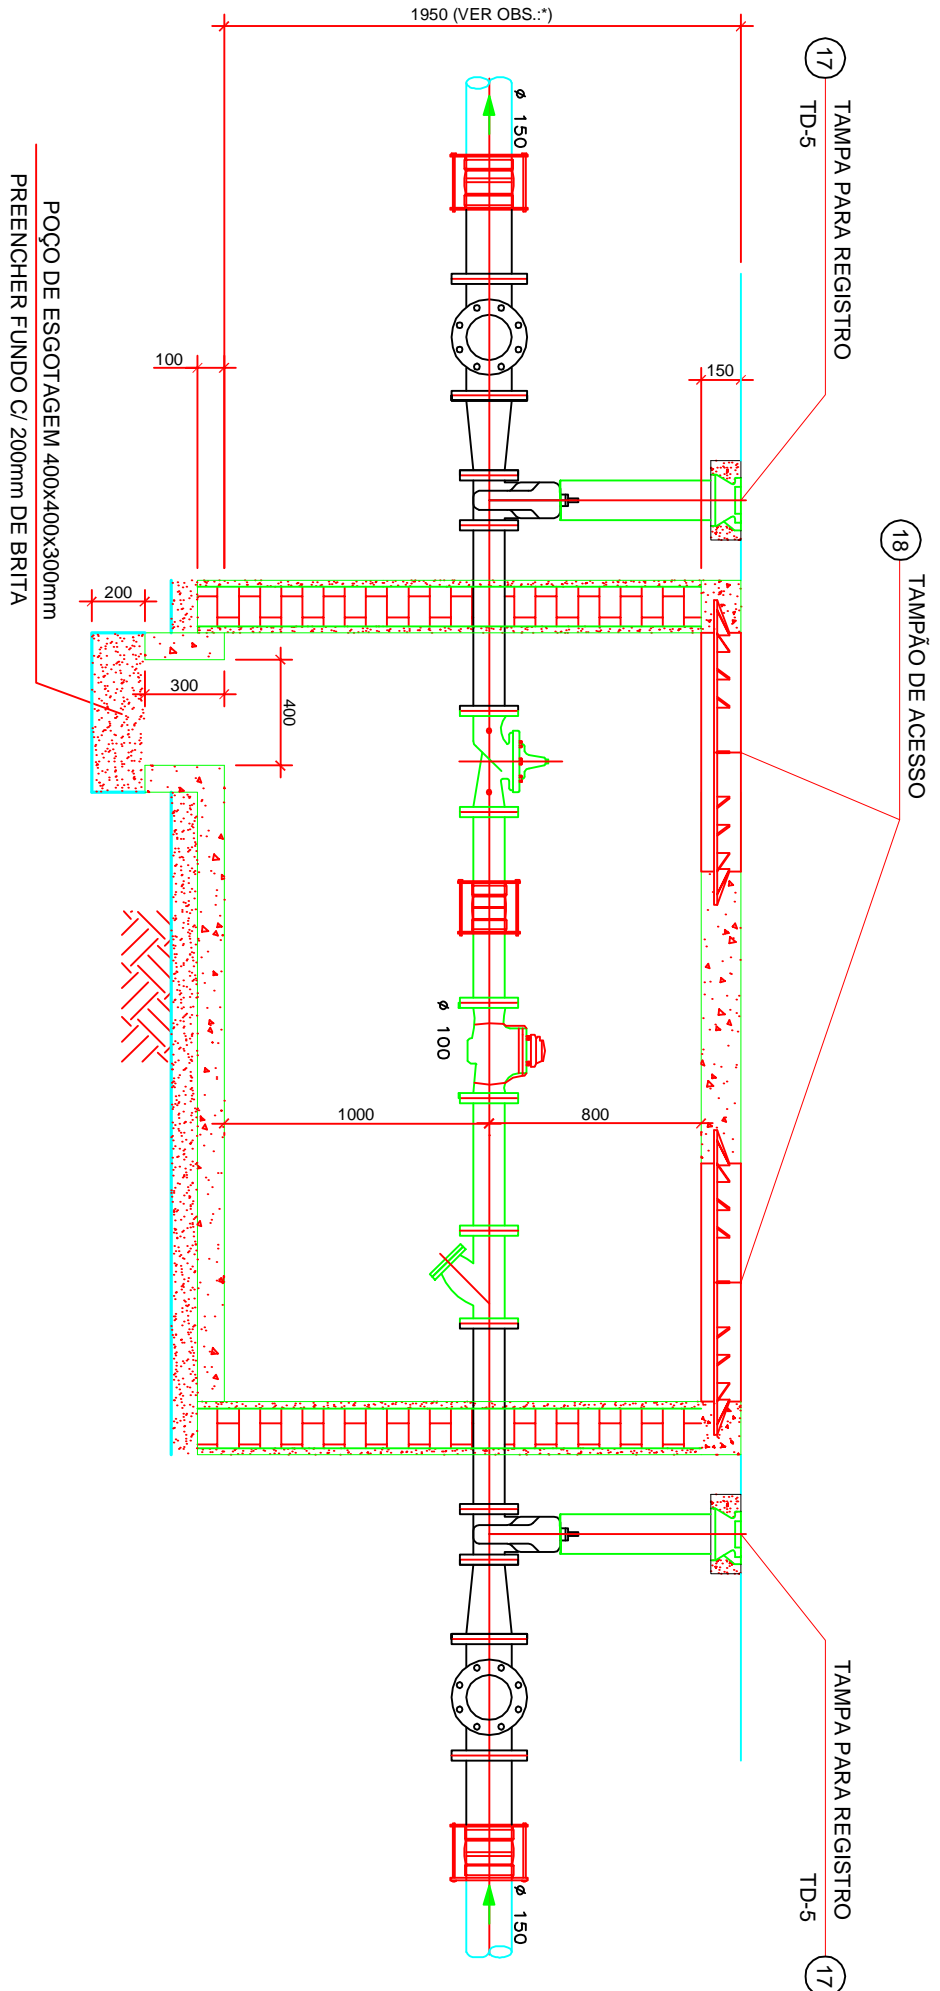 1950 (VER OBS.:*)
17
TAMPA PARA REGISTRO
TD-5
18
TAMPÃO DE ACESSO
TAMPA PARA REGISTRO
TD-5
17
ø 150
100
150
200
300
400
ø 100
1000
800
ø 150
POÇO DE ESGOTAGEM 400x400x300mm
PREENCHER FUNDO C/ 200mm DE BRITA